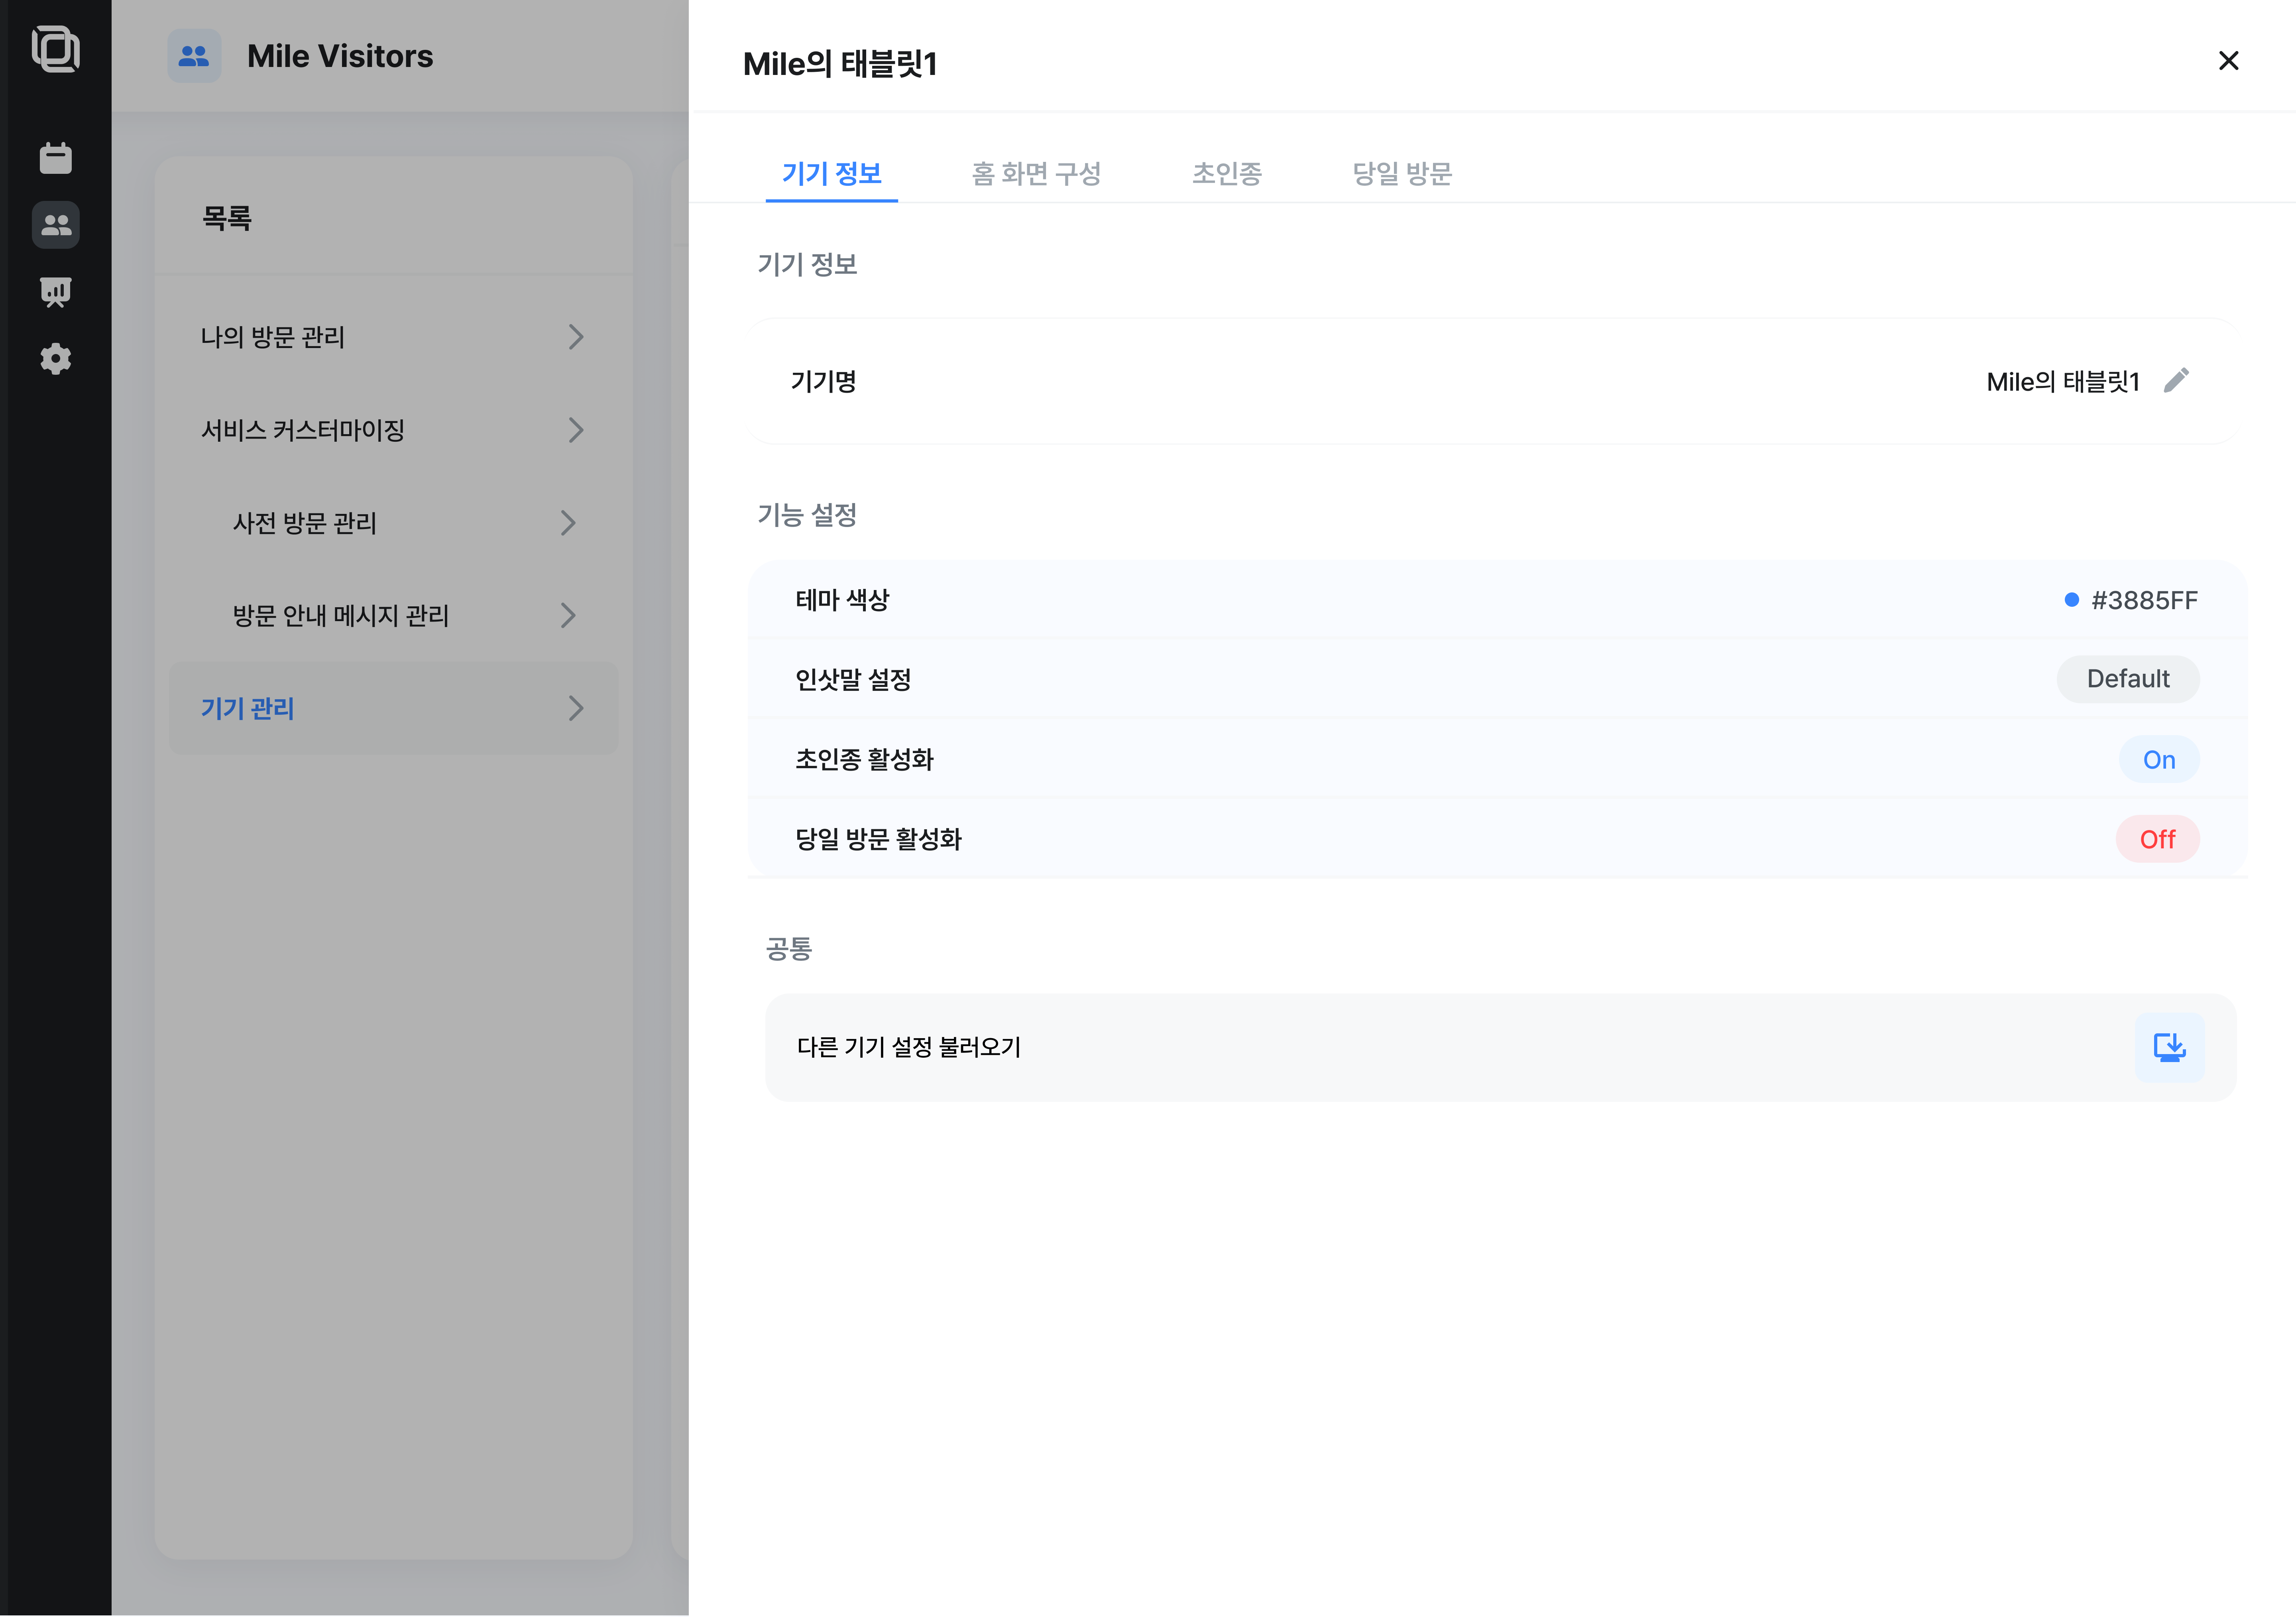 Mile Visitors
목록
나의 방문 관리
서비스 커스터마이징
사전 방문 관리
방문 안내 메시지 관리
기기 관리
Mile의 태블릿1
기기 정보
홈 화면 구성
초인종
당일 방문
기기 정보
기기명
Mile의 태블릿1
기능 설정
테마 색상
#3885FF
인삿말 설정
Default
초인종 활성화
On
당일 방문 활성화
Off
공통
다른 기기 설정 불러오기